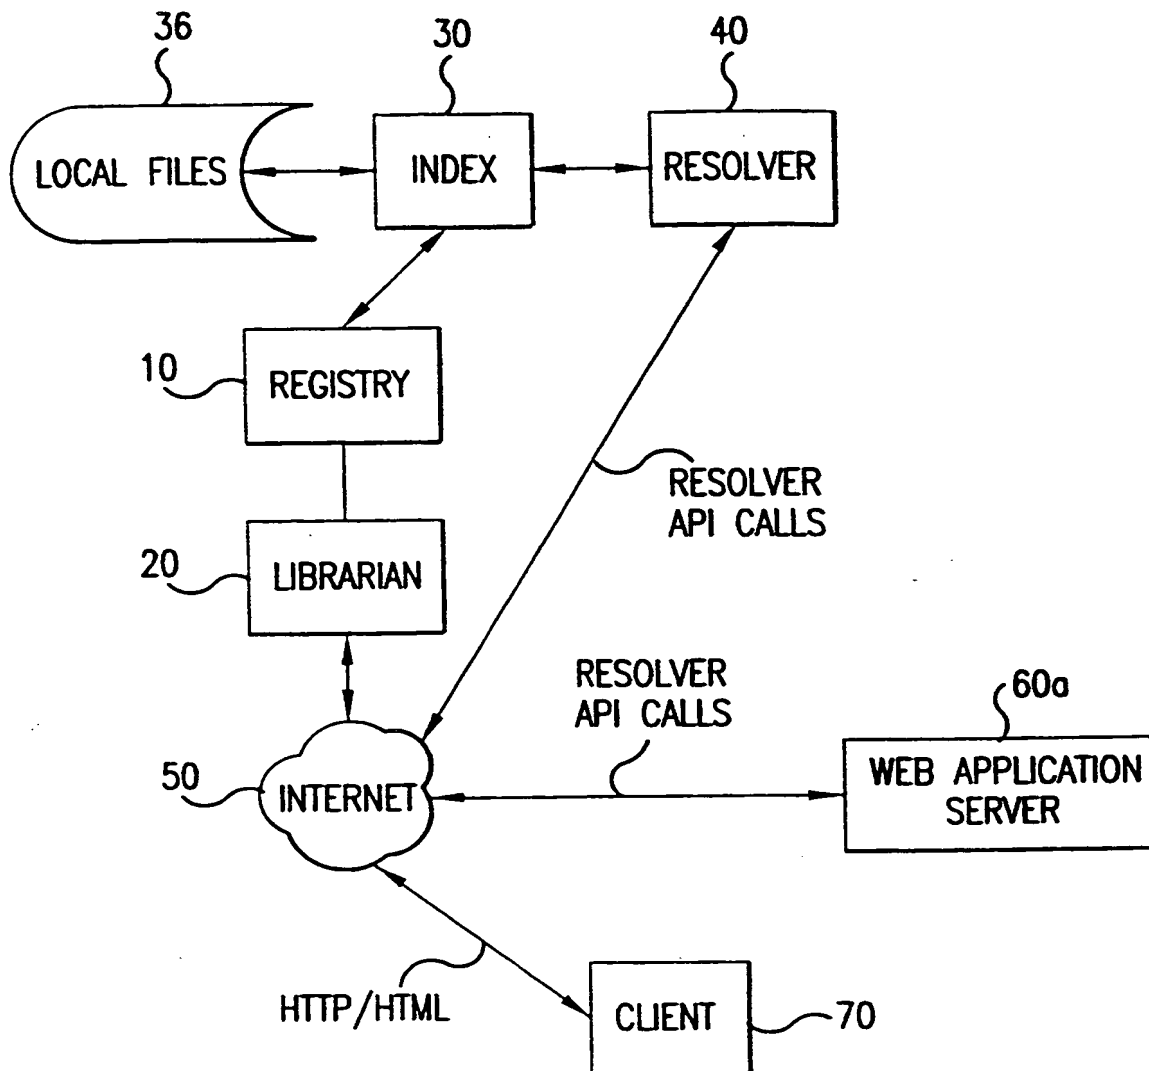 36
30
40
LOCAL FILES
INDEX
RESOLVER
10
REGISTRY
RESOLVER
API CALLS
20
LIBRARIAN
RESOLVER
API CALLS
60a
50
INTERNET
WEB APPLICATION
SERVER
HTTP/HTML
CLIENT
70